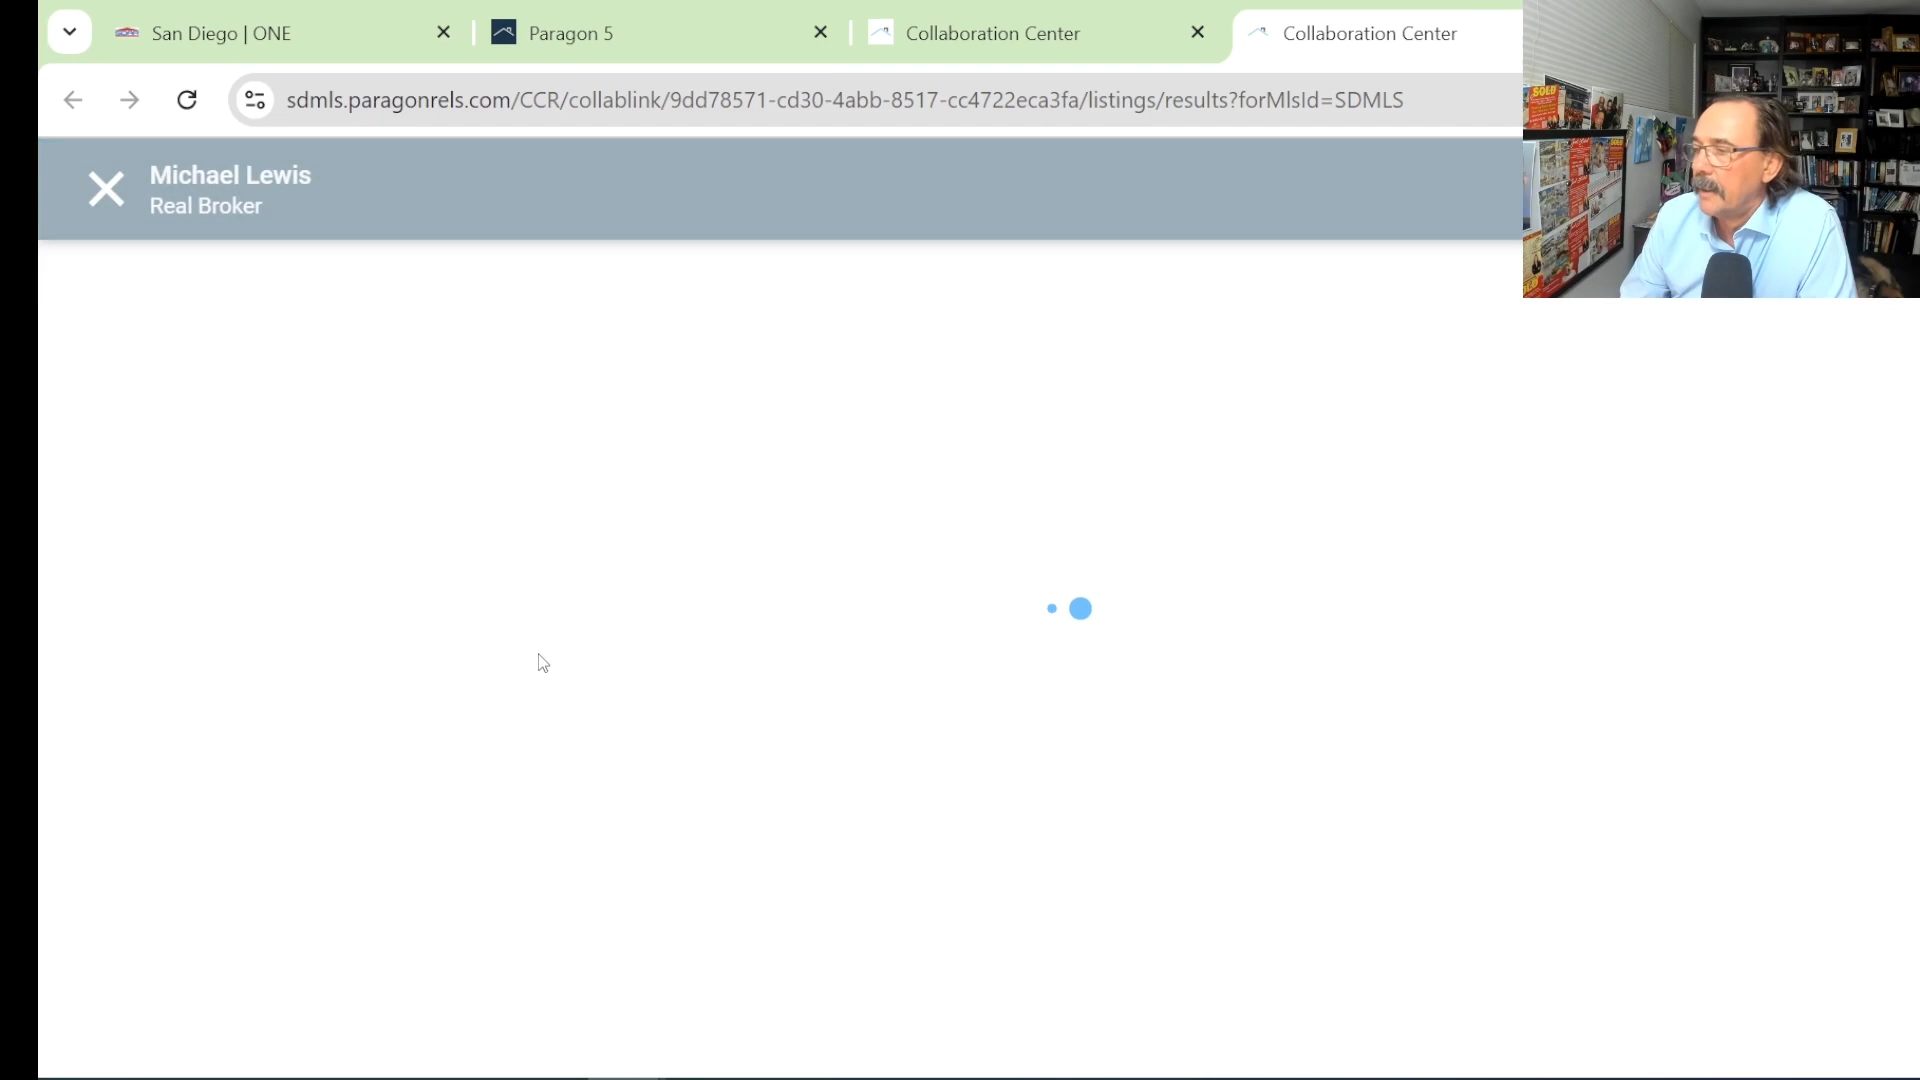 San Diego | ONE
Paragon 5
Collaboration Center
Collaboration Center
sdmls.paragonrels.com/CCR/collablink/9dd78571-cd30-4abb-8517-cc4722eca3fa/listings/results?forMlsId=SDMLS
Michael Lewis
Real Broker
SOLD